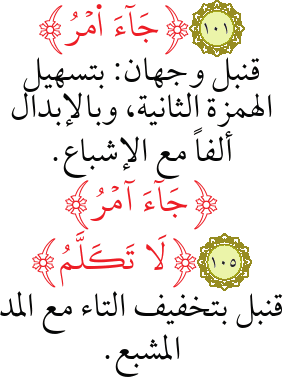 ١٠١ ﴿ جَآءَ ا۬مْرُ ﴾
قنبل وجهان: بتسهيل
الهمزة الثانية، وبالإبدال
ألفاً مع الإشباع.
﴿ جَآءَ آمْرُ ﴾
١٠٥ ﴿ لَا تَكَلَّمُ ﴾
قنبل بتخفيف التاء مع المد
المشبع.